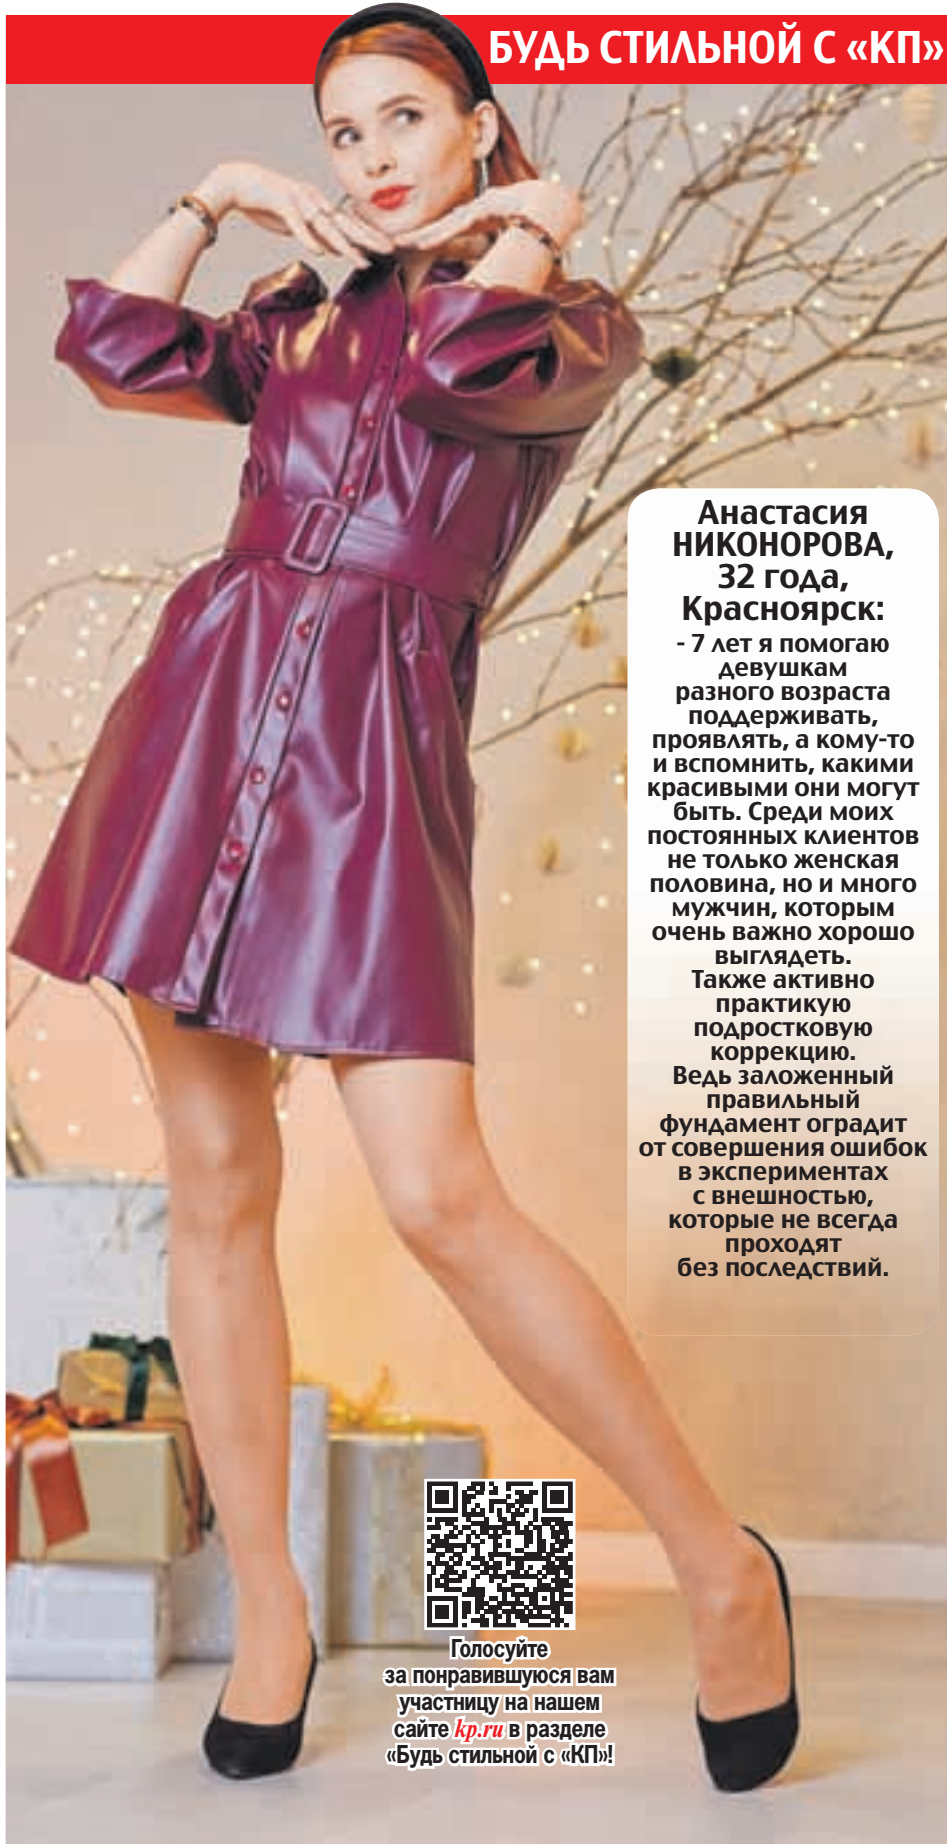 БУДЬ СТИЛЬНОЙ С «КП»
Анастасия
НИКОНОРОВА,
32 года,
Красноярск:
- 7 лет я помогаю
девушкам
разного возраста
поддерживать,
проявлять, а кому-то
и вспомнить, какими
красивыми они могут
быть. Среди моих
постоянных клиентов
не только женская
половина, но и много
мужчин, которым
очень важно хорошо
выглядеть.
Также активно
практикую
подростковую
коррекцию.
Ведь заложенный
правильный
фундамент оградит
от совершения ошибок
в экспериментах
с внешностью,
которые не всегда
проходят
без последствий.
Голосуйте
за понравившуюся вам
участницу на нашем
сайте kp.ru в разделе
«Будь стильной с «КП»!